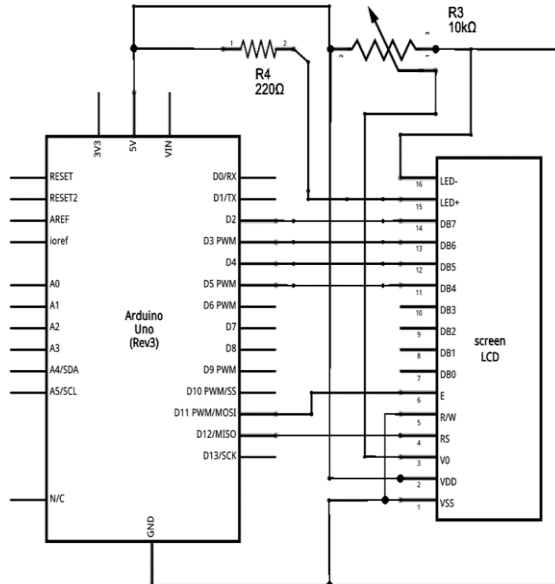 R3
10kΩ
3
1
2
1
2
R4
220Ω
3V3
5V
VIN
RESET
RESET2
AREF
ioref
A0
A1
A2
A3
A4/SDA
A5/SCL
N/C
Arduino
Uno
(Rev3)
D0/RX
D1/TX
D2
D3 PWM
D4
D5 PWM
D6 PWM
D7
D8
D9 PWM
D10 PWM/SS
D11 PWM/MOSI
D12/MISO
D13/SCK
GND
16 LED-
15 LED+
14 DB7
13 DB6
12 DB5
11 DB4
10 DB3
9 DB2
8 DB1
7 DB0
6 E
5 R/W
4 RS
3 V0
2 VDD
1 VSS
screen
LCD